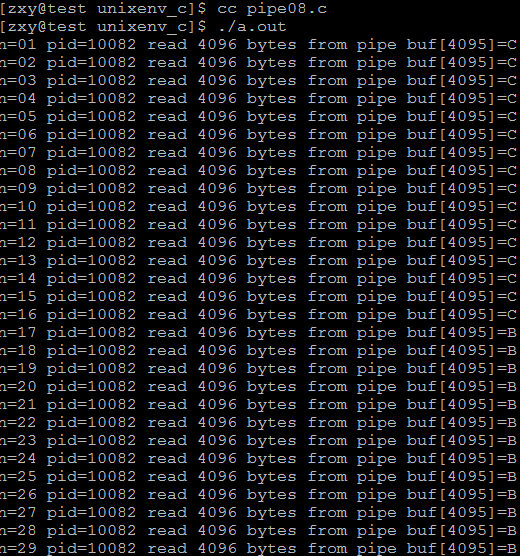 [zxy@test unixenv_c]$ cc pipe08.c
[zxy@test unixenv_c]$ ./a.out
n=01 pid=10082 read 4096 bytes from pipe buf[4095]=C
n=02 pid=10082 read 4096 bytes from pipe buf[4095]=C
n=03 pid=10082 read 4096 bytes from pipe buf[4095]=C
n=04 pid=10082 read 4096 bytes from pipe buf[4095]=C
n=05 pid=10082 read 4096 bytes from pipe buf[4095]=C
n=06 pid=10082 read 4096 bytes from pipe buf[4095]=C
n=07 pid=10082 read 4096 bytes from pipe buf[4095]=C
n=08 pid=10082 read 4096 bytes from pipe buf[4095]=C
n=09 pid=10082 read 4096 bytes from pipe buf[4095]=C
n=10 pid=10082 read 4096 bytes from pipe buf[4095]=C
n=11 pid=10082 read 4096 bytes from pipe buf[4095]=C
n=12 pid=10082 read 4096 bytes from pipe buf[4095]=C
n=13 pid=10082 read 4096 bytes from pipe buf[4095]=C
n=14 pid=10082 read 4096 bytes from pipe buf[4095]=C
n=15 pid=10082 read 4096 bytes from pipe buf[4095]=C
n=16 pid=10082 read 4096 bytes from pipe buf[4095]=C
n=17 pid=10082 read 4096 bytes from pipe buf[4095]=B
n=18 pid=10082 read 4096 bytes from pipe buf[4095]=B
n=19 pid=10082 read 4096 bytes from pipe buf[4095]=B
n=20 pid=10082 read 4096 bytes from pipe buf[4095]=B
n=21 pid=10082 read 4096 bytes from pipe buf[4095]=B
n=22 pid=10082 read 4096 bytes from pipe buf[4095]=B
n=23 pid=10082 read 4096 bytes from pipe buf[4095]=B
n=24 pid=10082 read 4096 bytes from pipe buf[4095]=B
n=25 pid=10082 read 4096 bytes from pipe buf[4095]=B
n=26 pid=10082 read 4096 bytes from pipe buf[4095]=B
n=27 pid=10082 read 4096 bytes from pipe buf[4095]=B
n=28 pid=10082 read 4096 bytes from pipe buf[4095]=B
n=29 pid=10082 read 4096 bytes from pipe buf[4095]=B